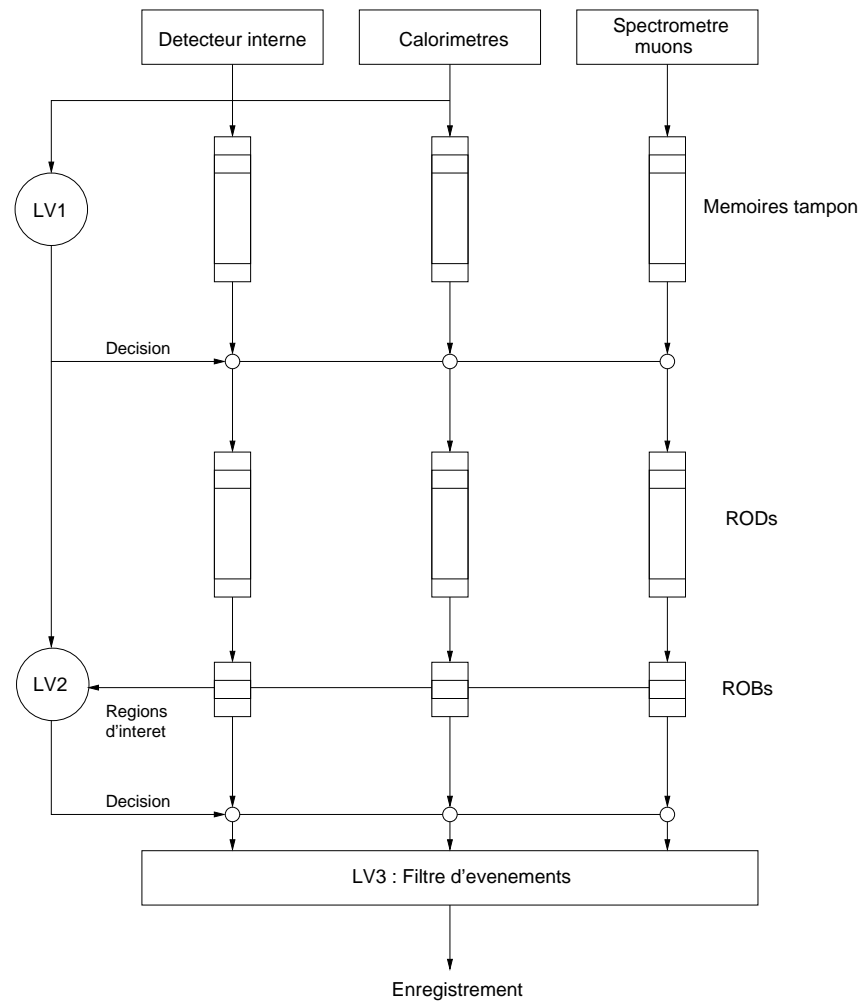 Detecteur interne
Calorimetres
Spectrometre
muons
LV1
Memoires tampon
Decision
RODs
LV2
ROBs
Regions
d'interet
Decision
LV3 : Filtre d'evenements
Enregistrement